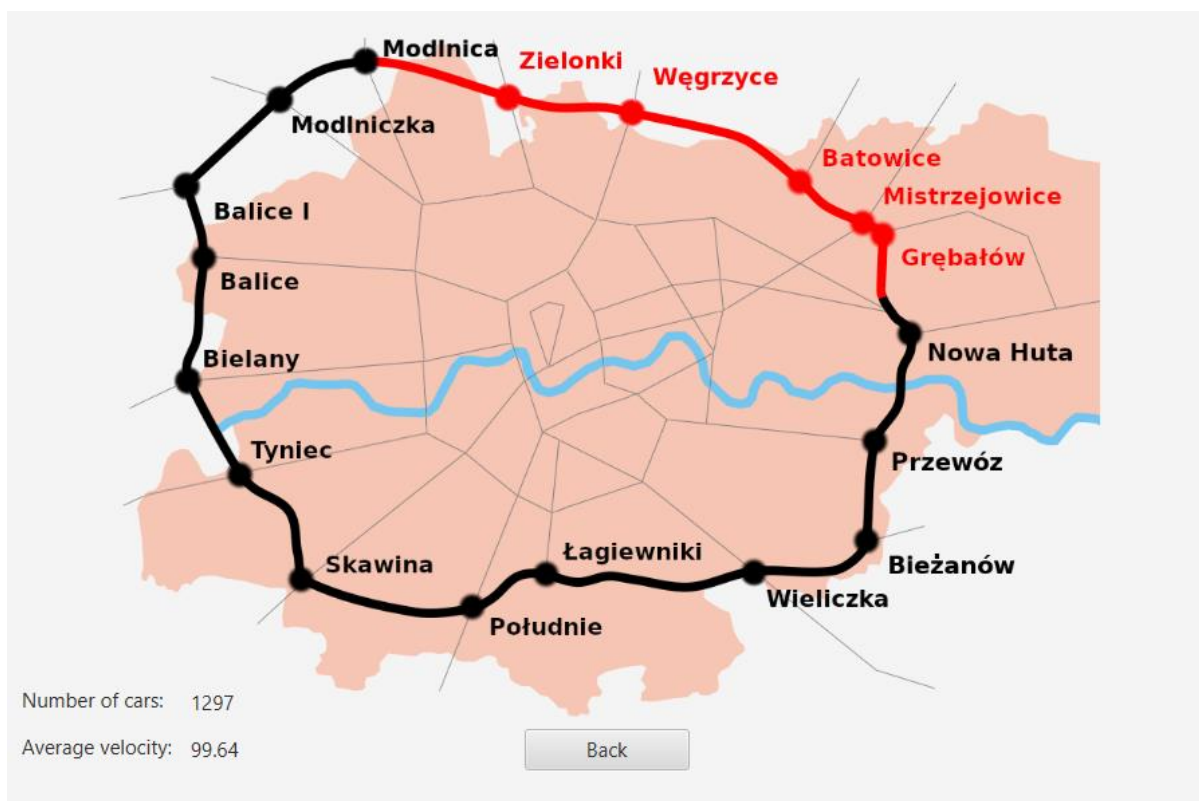 Modlnica
Zielonki
Węgrzyce
Modlniczka
Batowice
Mistrzejowice
Balice I
Grębałów
Balice
Nowa Huta
Bielany
Tyniec
Przewóz
Łagiewniki
Skawina
Bieżanów
Wieliczka
Południe
Number of cars: 1297
Average velocity: 99.64
Back